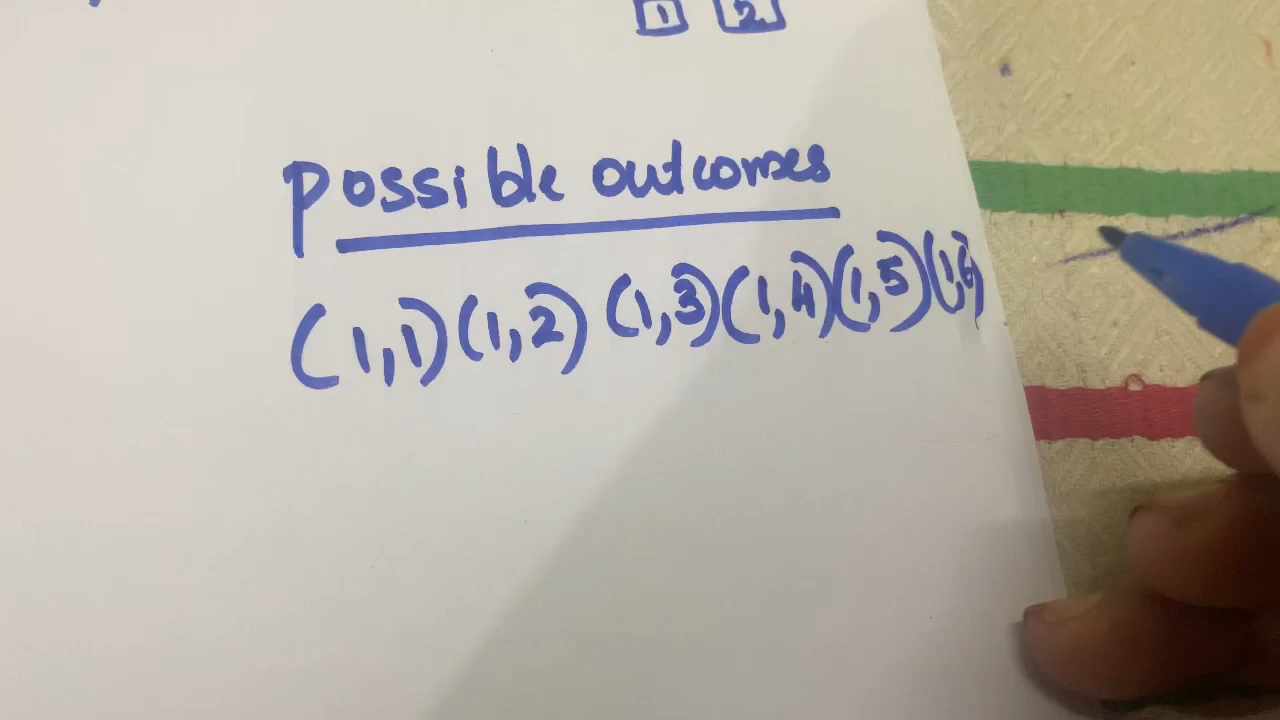 1 2
Possible outcomes
(1,1) (1,2) (1,3) (1,4) (1,5) (1,6)